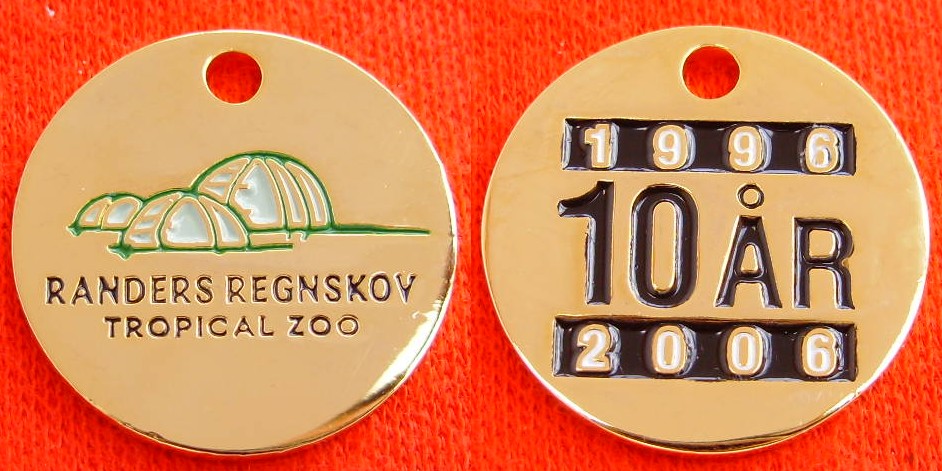 RANDERS REGNSKOV
TROPICAL ZOO
1996
10 ÅR
2006